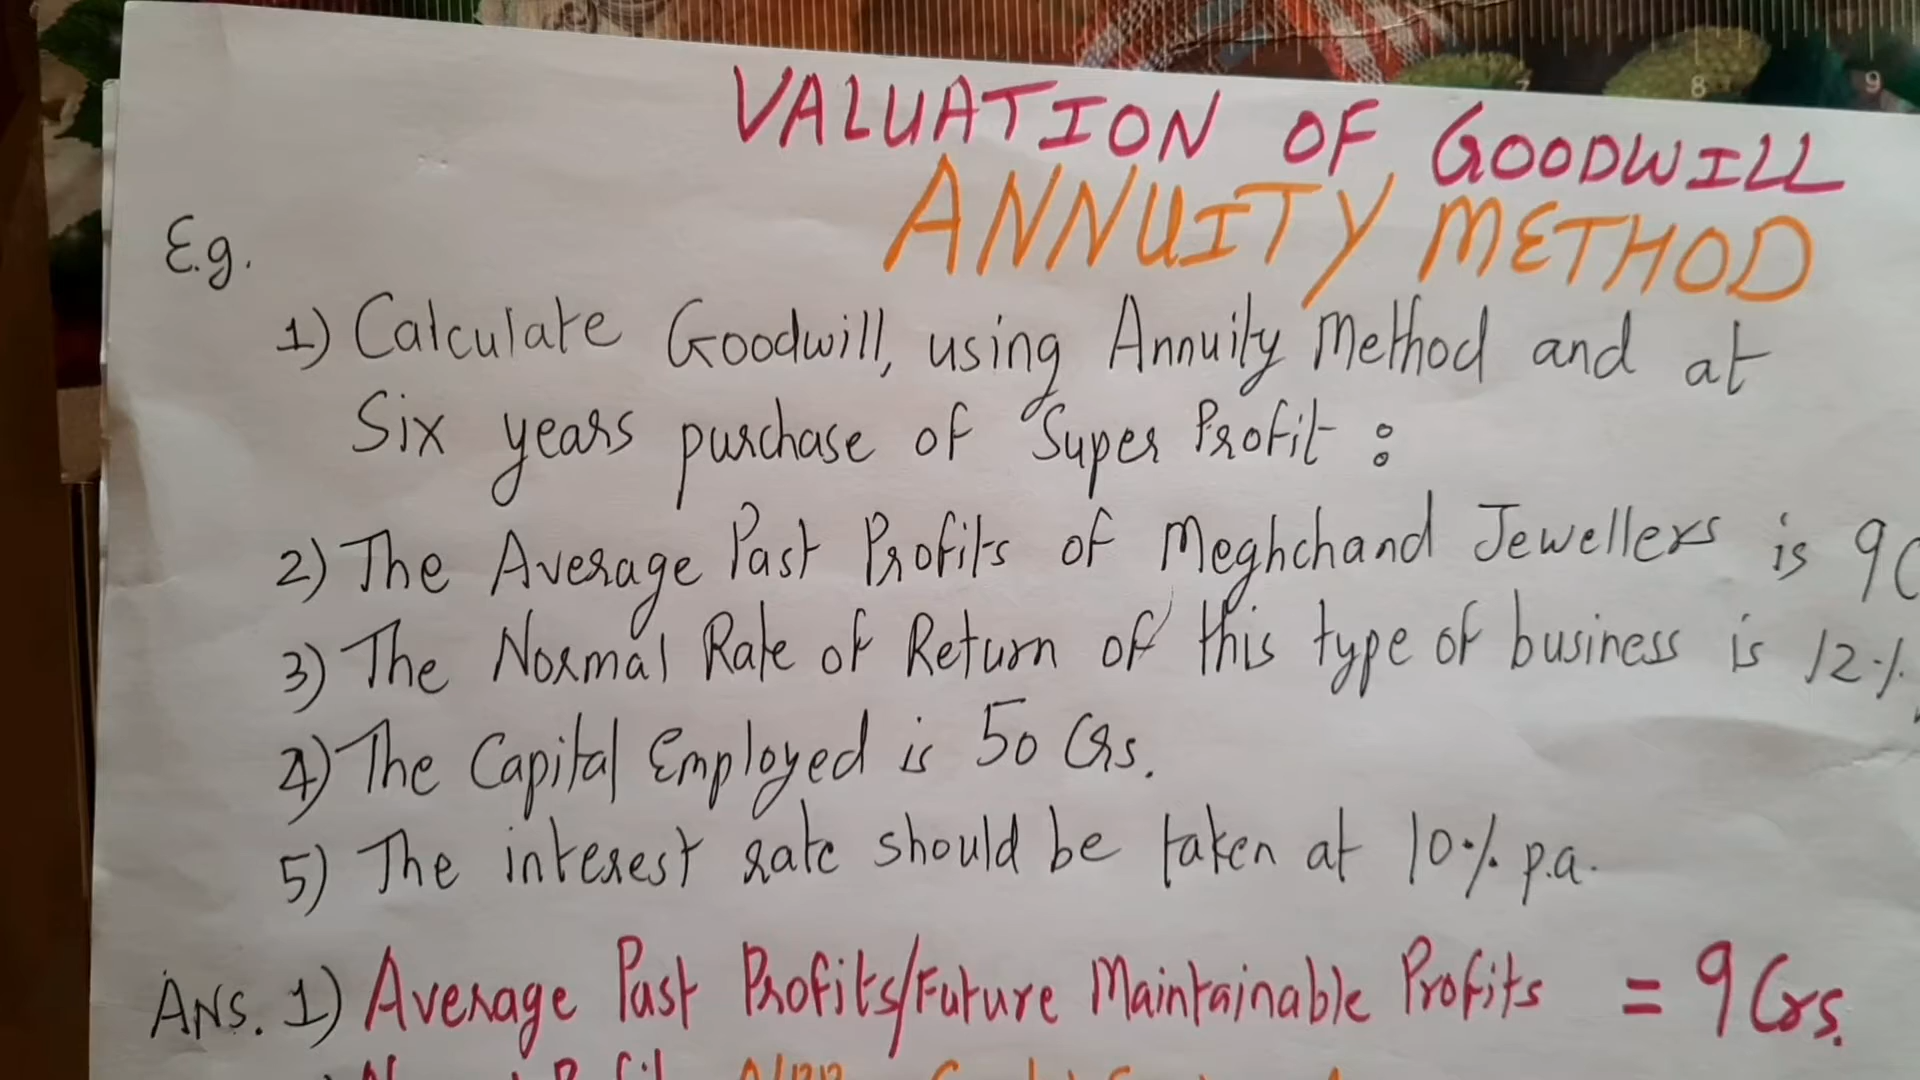 VALUATION OF GOODWILL
ANNUITY METHOD
E.g.
1) Calculate Goodwill, using Annuity Method and at
Six years purchase of Super Profit :
2) The Average Past Profits of Meghchand Jewellers is 9
3) The Normal Rate of Return of this type of business is 12%
4) The Capital Employed is 50 Crs.
5) The interest rate should be taken at 10% p.a.
Ans. 1) Average Past Profits/Future Maintainable Profits = 9 Crs.
8 9